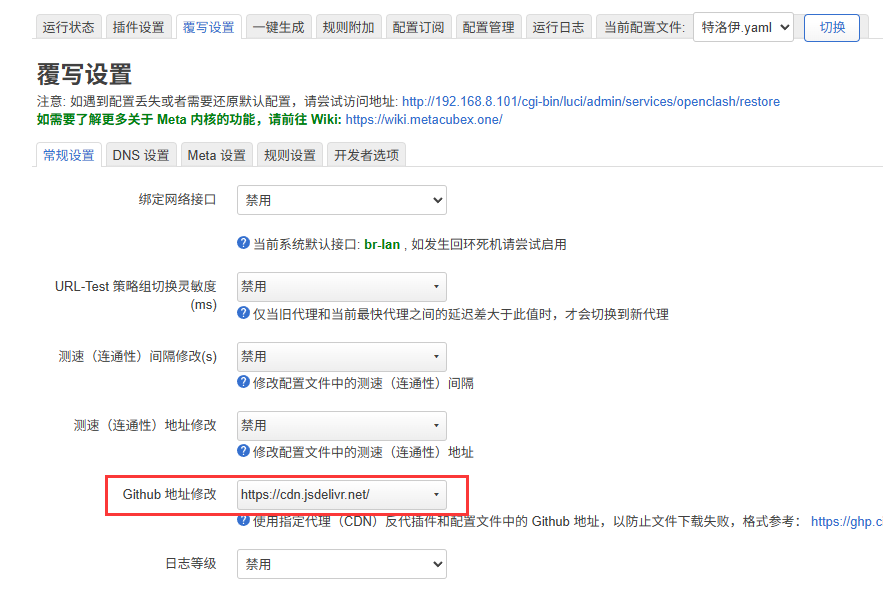 运行状态 插件设置 覆写设置 一键生成 规则附加 配置订阅 配置管理 运行日志 当前配置文件: 特洛伊.yaml 切换
覆写设置
注意: 如遇到配置丢失或者需要还原默认配置，请尝试访问地址: http://192.168.8.101/cgi-bin/luci/admin/services/openclash/restore
如需要了解更多关于 Meta 内核的功能，请前往 Wiki: https://wiki.metacubex.one/
常规设置 DNS 设置 Meta 设置 规则设置 开发者选项
绑定网络接口 禁用
当前系统默认接口: br-lan , 如发生回环死机请尝试启用
URL-Test 策略组切换灵敏度 禁用
(ms)
仅当旧代理和当前最快代理之间的延迟差大于此值时，才会切换到新代理
测速（连通性）间隔修改(s) 禁用
修改配置文件中的测速（连通性）间隔
测速（连通性）地址修改 禁用
修改配置文件中的测速（连通性）地址
Github 地址修改 https://cdn.jsdelivr.net/
使用指定代理（CDN）反代插件和配置文件中的 Github 地址，以防止文件下载失败，格式参考： https://ghp.c
日志等级 禁用